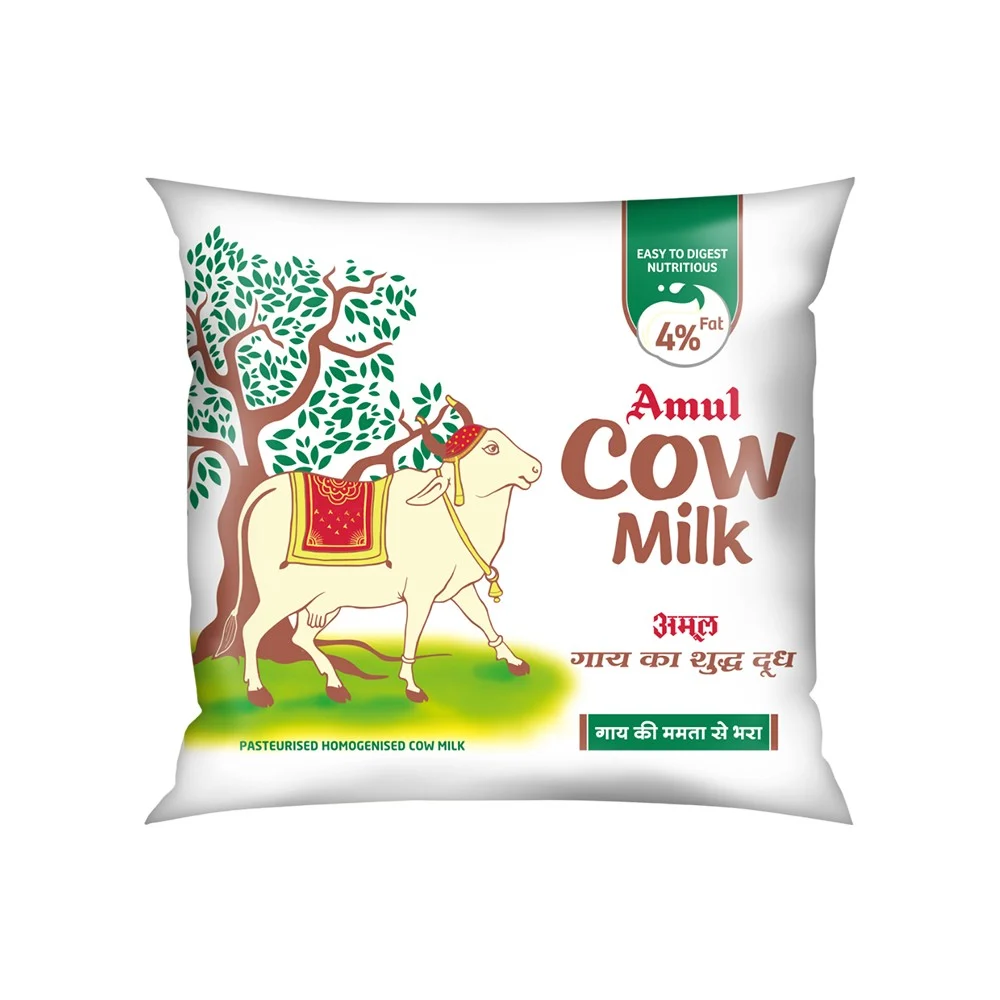 EASY TO DIGEST
NUTRITIOUS
4% Fat
Amul
Cow
Milk
अमूल
गाय का शुद्ध दूध
गाय की ममता से भरा
PASTEURISED HOMOGENISED COW MILK